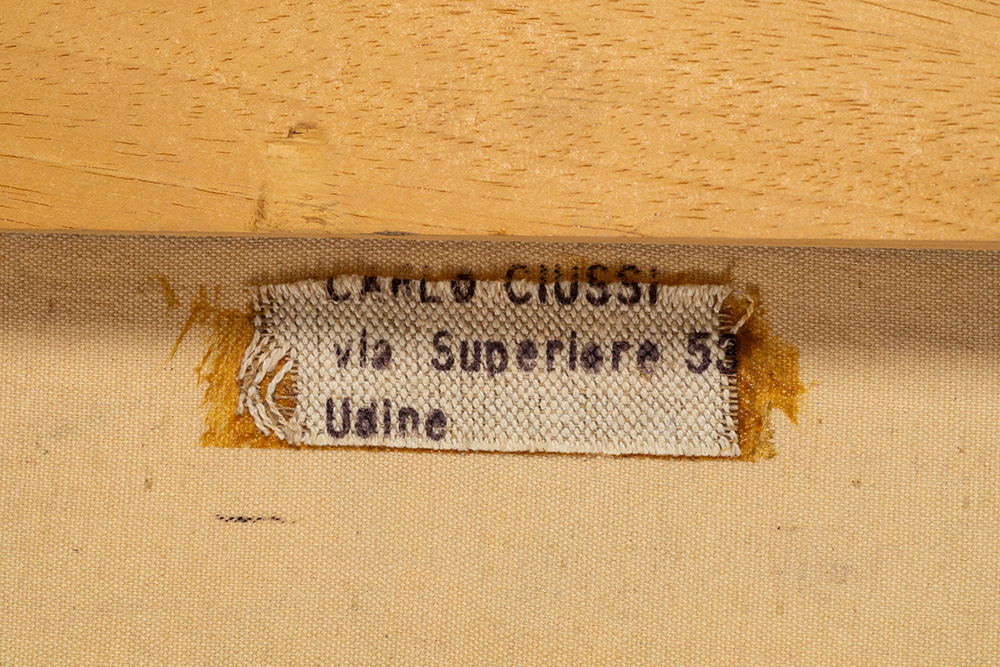 CARLO CIUSSI
via Superiore 53
Udine